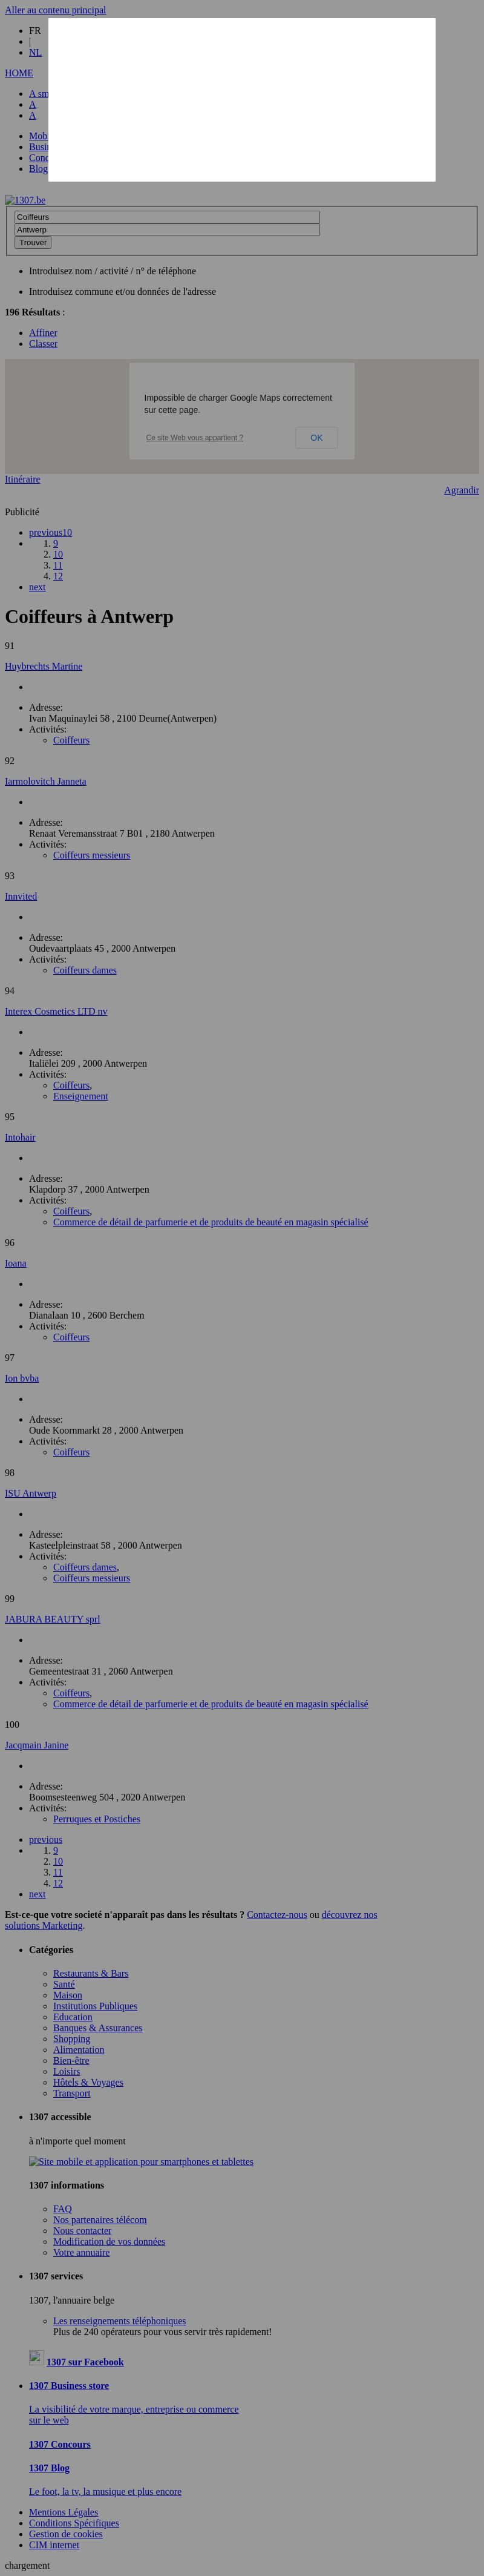 Aller au contenu principal
FR
|
NL
HOME
A sm
A
A
Mob
Busin
Conc
Blog
1307.be
Coiffeurs
Antwerp
Trouver
Introduisez nom / activité / n° de téléphone
Introduisez commune et/ou données de l'adresse
196 Résultats :
Affiner
Classer
Impossible de charger Google Maps correctement
sur cette page.
Ce site Web vous appartient ?
OK
Itinéraire
Agrandir
Publicité
previous10
1. 9
2. 10
3. 11
4. 12
next
Coiffeurs à Antwerp
91
Huybrechts Martine
Adresse:
Ivan Maquinaylei 58 , 2100 Deurne(Antwerpen)
Activités:
Coiffeurs
92
Iarmolovitch Janneta
Adresse:
Renaat Veremansstraat 7 B01 , 2180 Antwerpen
Activités:
Coiffeurs messieurs
93
Innvited
Adresse:
Oudevaartplaats 45 , 2000 Antwerpen
Activités:
Coiffeurs dames
94
Interex Cosmetics LTD nv
Adresse:
Italiëlei 209 , 2000 Antwerpen
Activités:
Coiffeurs,
Enseignement
95
Intohair
Adresse:
Klapdorp 37 , 2000 Antwerpen
Activités:
Coiffeurs,
Commerce de détail de parfumerie et de produits de beauté en magasin spécialisé
96
Ioana
Adresse:
Dianalaan 10 , 2600 Berchem
Activités:
Coiffeurs
97
Ion bvba
Adresse:
Oude Koornmarkt 28 , 2000 Antwerpen
Activités:
Coiffeurs
98
ISU Antwerp
Adresse:
Kasteelpleinstraat 58 , 2000 Antwerpen
Activités:
Coiffeurs dames,
Coiffeurs messieurs
99
JABURA BEAUTY sprl
Adresse:
Gemeentestraat 31 , 2060 Antwerpen
Activités:
Coiffeurs,
Commerce de détail de parfumerie et de produits de beauté en magasin spécialisé
100
Jacqmain Janine
Adresse:
Boomsesteenweg 504 , 2020 Antwerpen
Activités:
Perruques et Postiches
previous
1. 9
2. 10
3. 11
4. 12
next
Est-ce-que votre societé n'apparaît pas dans les résultats ? Contactez-nous ou découvrez nos
solutions Marketing.
Catégories
Restaurants & Bars
Santé
Maison
Institutions Publiques
Education
Banques & Assurances
Shopping
Alimentation
Bien-être
Loisirs
Hôtels & Voyages
Transport
1307 accessible
à n'importe quel moment
Site mobile et application pour smartphones et tablettes
1307 informations
FAQ
Nos partenaires télécom
Nous contacter
Modification de vos données
Votre annuaire
1307 services
1307, l'annuaire belge
Les renseignements téléphoniques
Plus de 240 opérateurs pour vous servir très rapidement!
1307 sur Facebook
1307 Business store
La visibilité de votre marque, entreprise ou commerce
sur le web
1307 Concours
1307 Blog
Le foot, la tv, la musique et plus encore
Mentions Légales
Conditions Spécifiques
Gestion de cookies
CIM internet
chargement